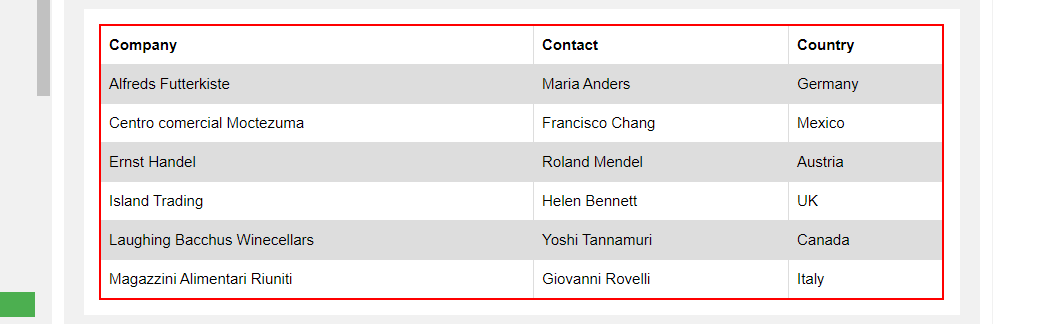 Company Contact Country
Alfreds Futterkiste Maria Anders Germany
Centro comercial Moctezuma Francisco Chang Mexico
Ernst Handel Roland Mendel Austria
Island Trading Helen Bennett UK
Laughing Bacchus Winecellars Yoshi Tannamuri Canada
Magazzini Alimentari Riuniti Giovanni Rovelli Italy